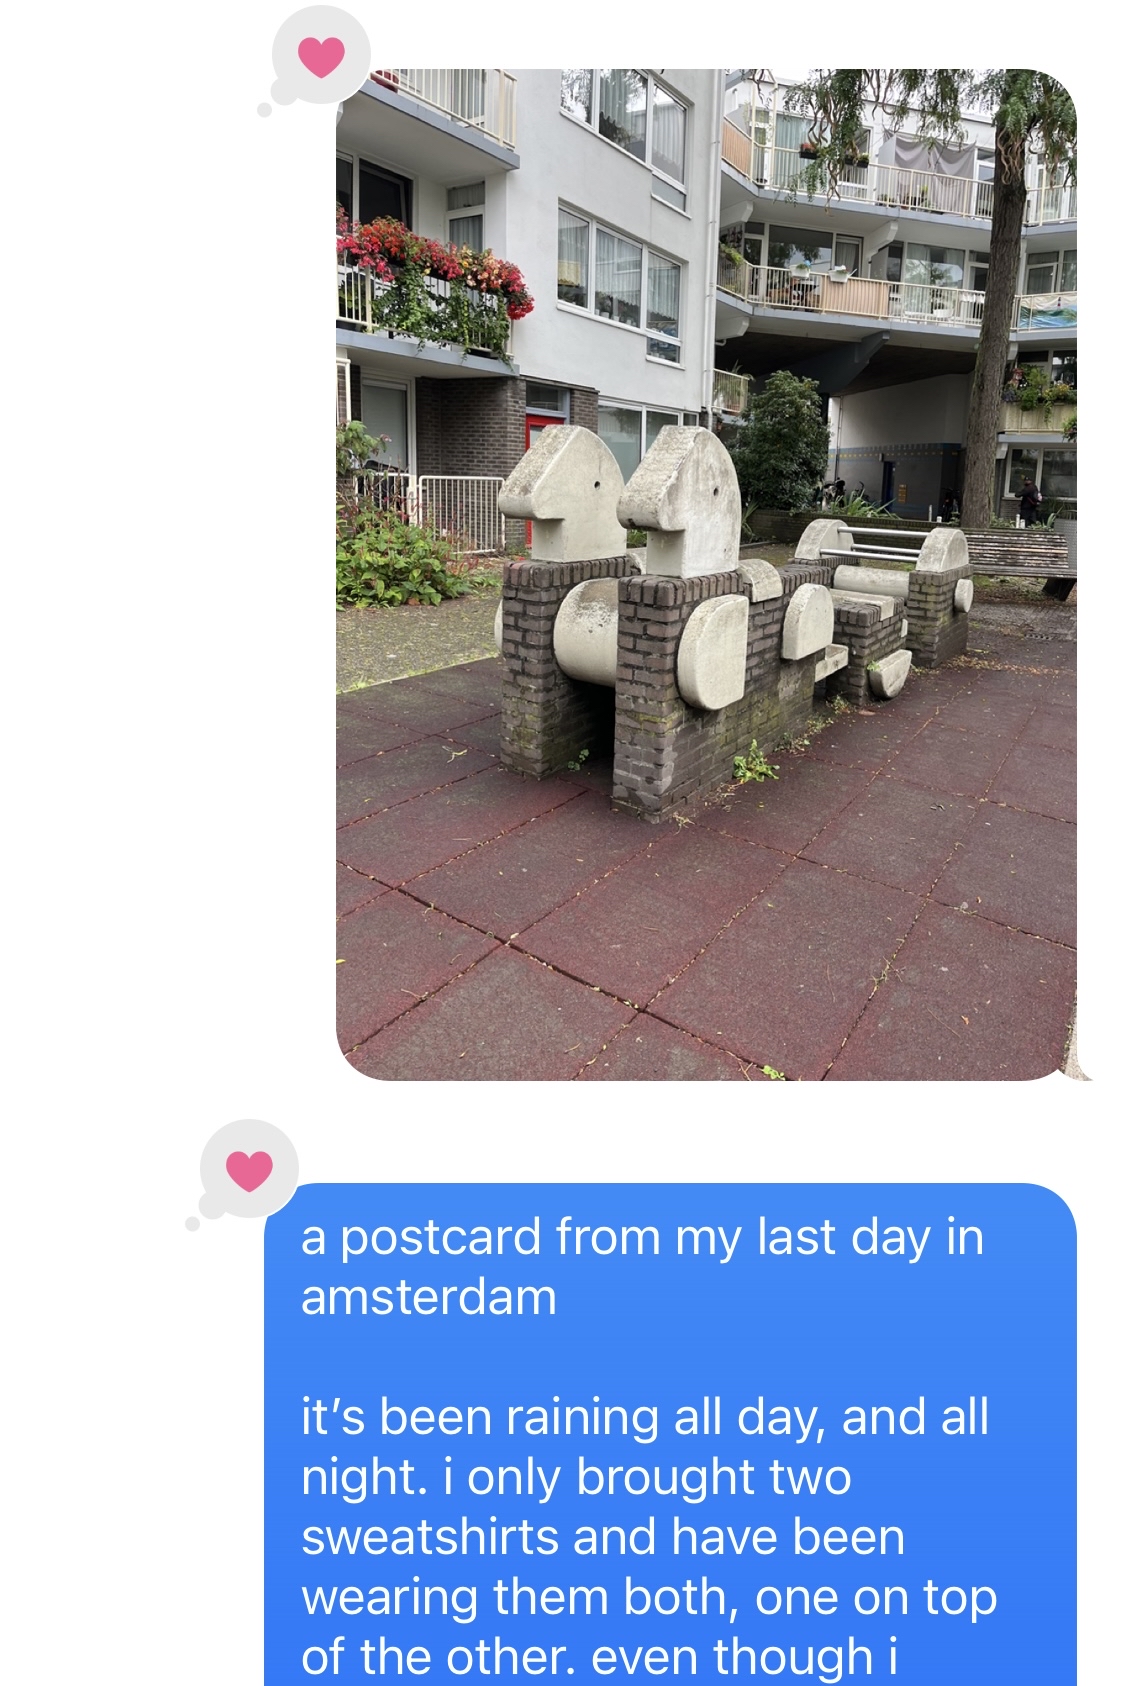 a postcard from my last day in
amsterdam
it’s been raining all day, and all
night. i only brought two
sweatshirts and have been
wearing them both, one on top
of the other. even though i